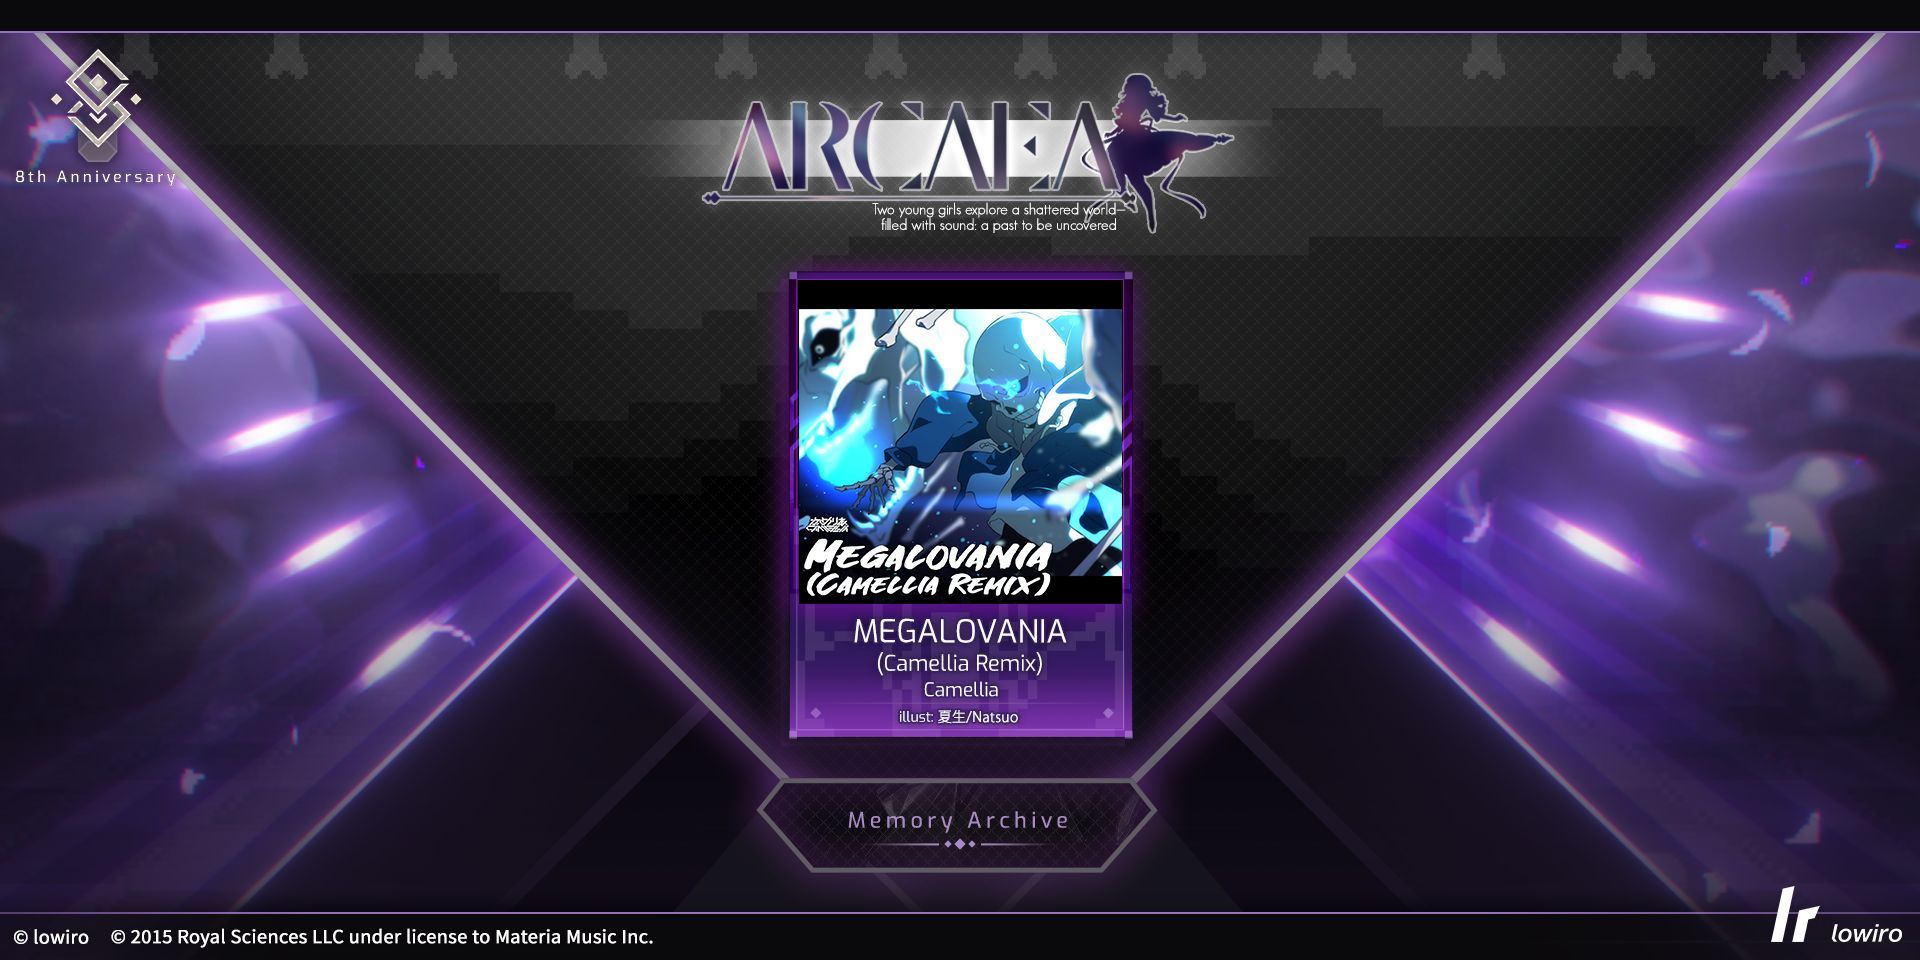 8th Anniversary
ARCAEA
Two young girls explore a shattered world—
filled with sound: a past to be uncovered
MEGALOVANIA
(CAMELLIA REMIX)
MEGALOVANIA
(Camellia Remix)
Camellia
illust: 夏生/Natsuo
Memory Archive
© lowiro © 2015 Royal Sciences LLC under license to Materia Music Inc.
lowiro